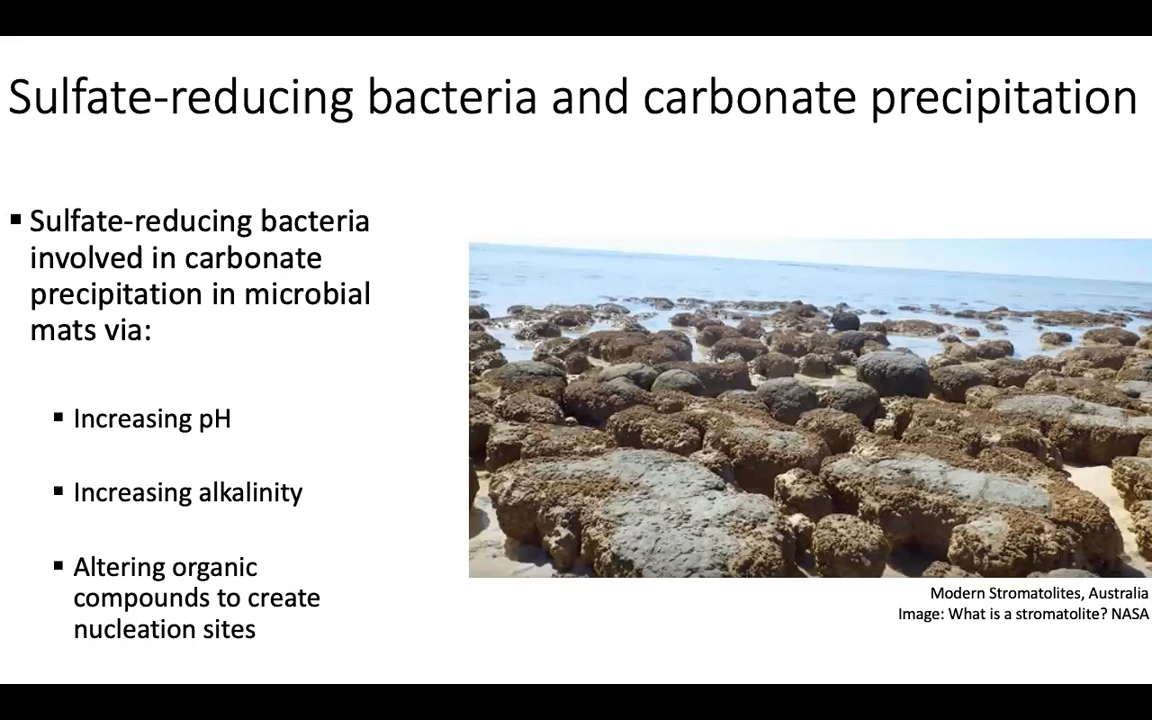 Sulfate-reducing bacteria and carbonate precipitation
▪ Sulfate-reducing bacteria
involved in carbonate
precipitation in microbial
mats via:
▪ Increasing pH
▪ Increasing alkalinity
▪ Altering organic
compounds to create
nucleation sites
Modern Stromatolites, Australia
Image: What is a stromatolite? NASA